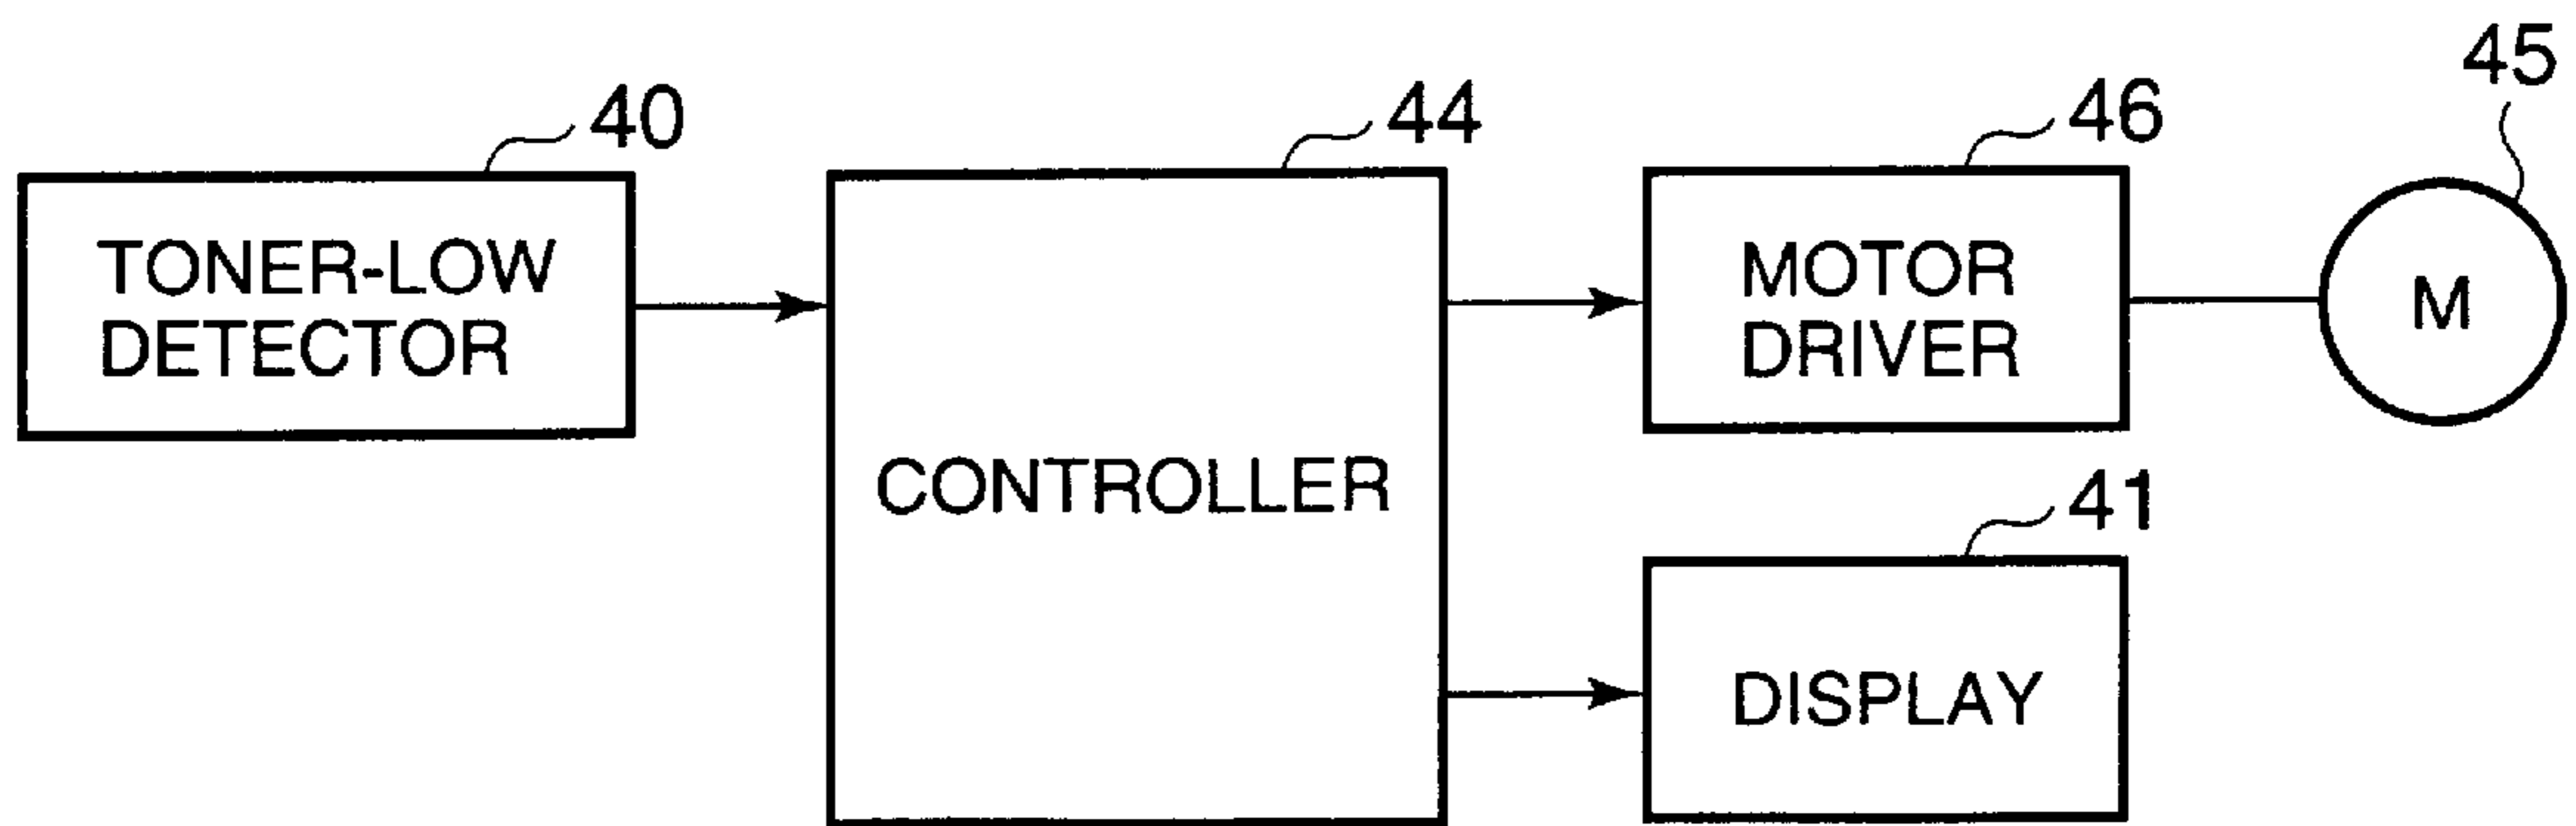 45
40
44
46
TONER-LOW
DETECTOR
CONTROLLER
MOTOR
DRIVER
M
41
DISPLAY